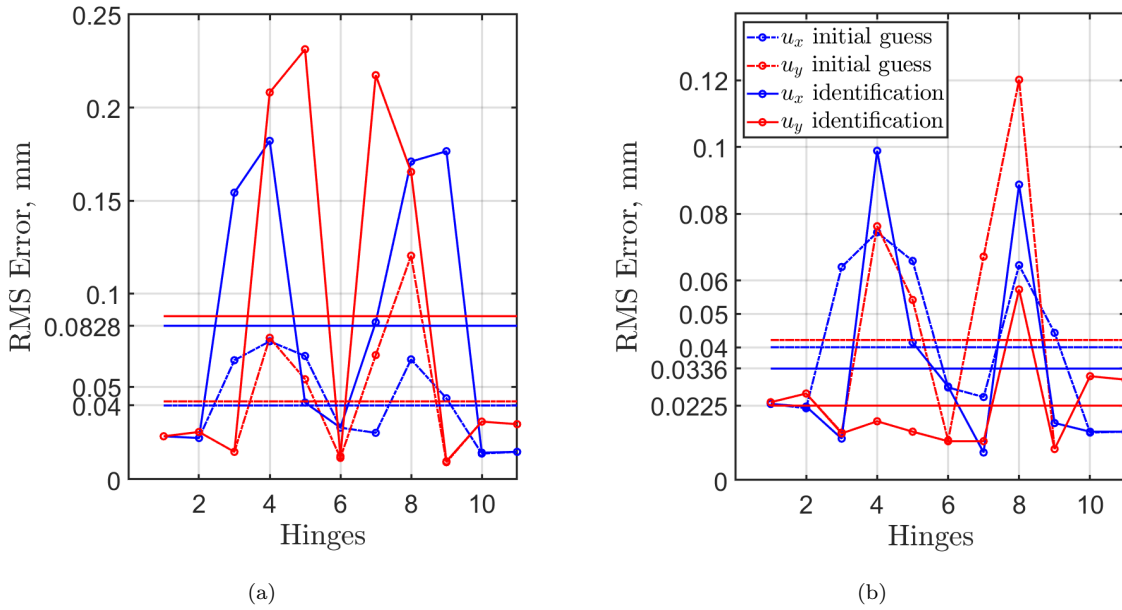 0.25
0.2
0.15
0.1
0.0828
0.05
0.04
0
2 4 6 8 10
Hinges
RMS Error, mm
(a)
u_x initial guess
u_y initial guess
u_x identification
u_y identification
0.12
0.1
0.08
0.06
0.05
0.04
0.0336
0.0225
0
2 4 6 8 10
Hinges
RMS Error, mm
(b)